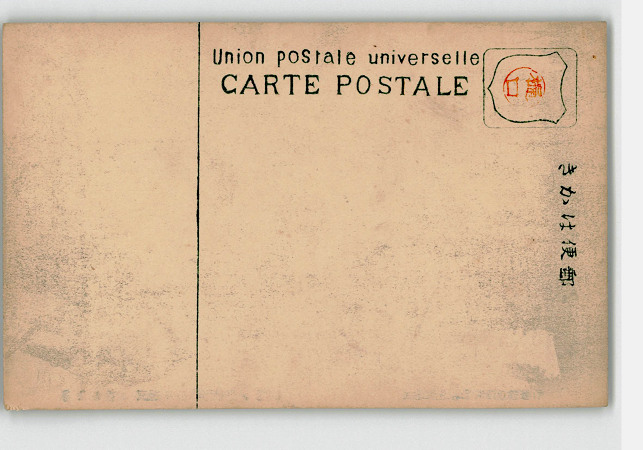 Union postale universelle
CARTE POSTALE
きかは便郵